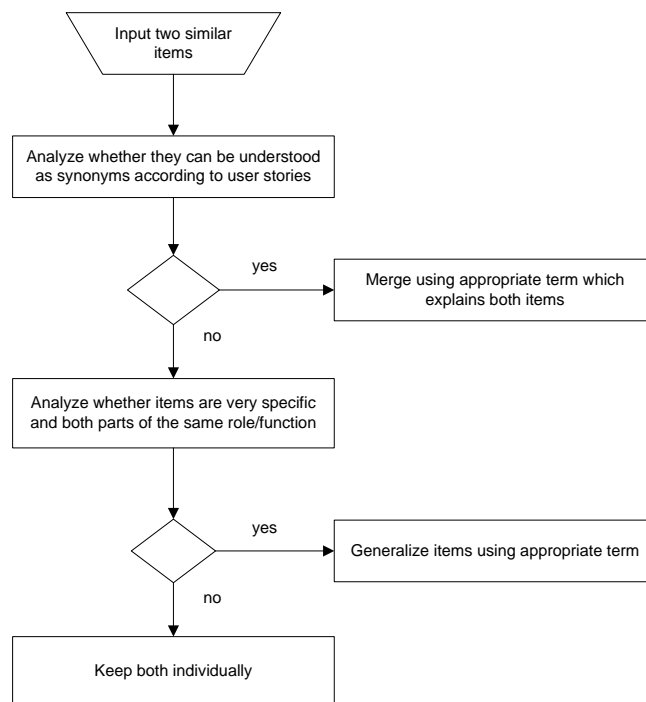 Input two similar
items
Analyze whether they can be understood
as synonyms according to user stories
yes
Merge using appropriate term which
explains both items
no
Analyze whether items are very specific
and both parts of the same role/function
yes
Generalize items using appropriate term
no
Keep both individually